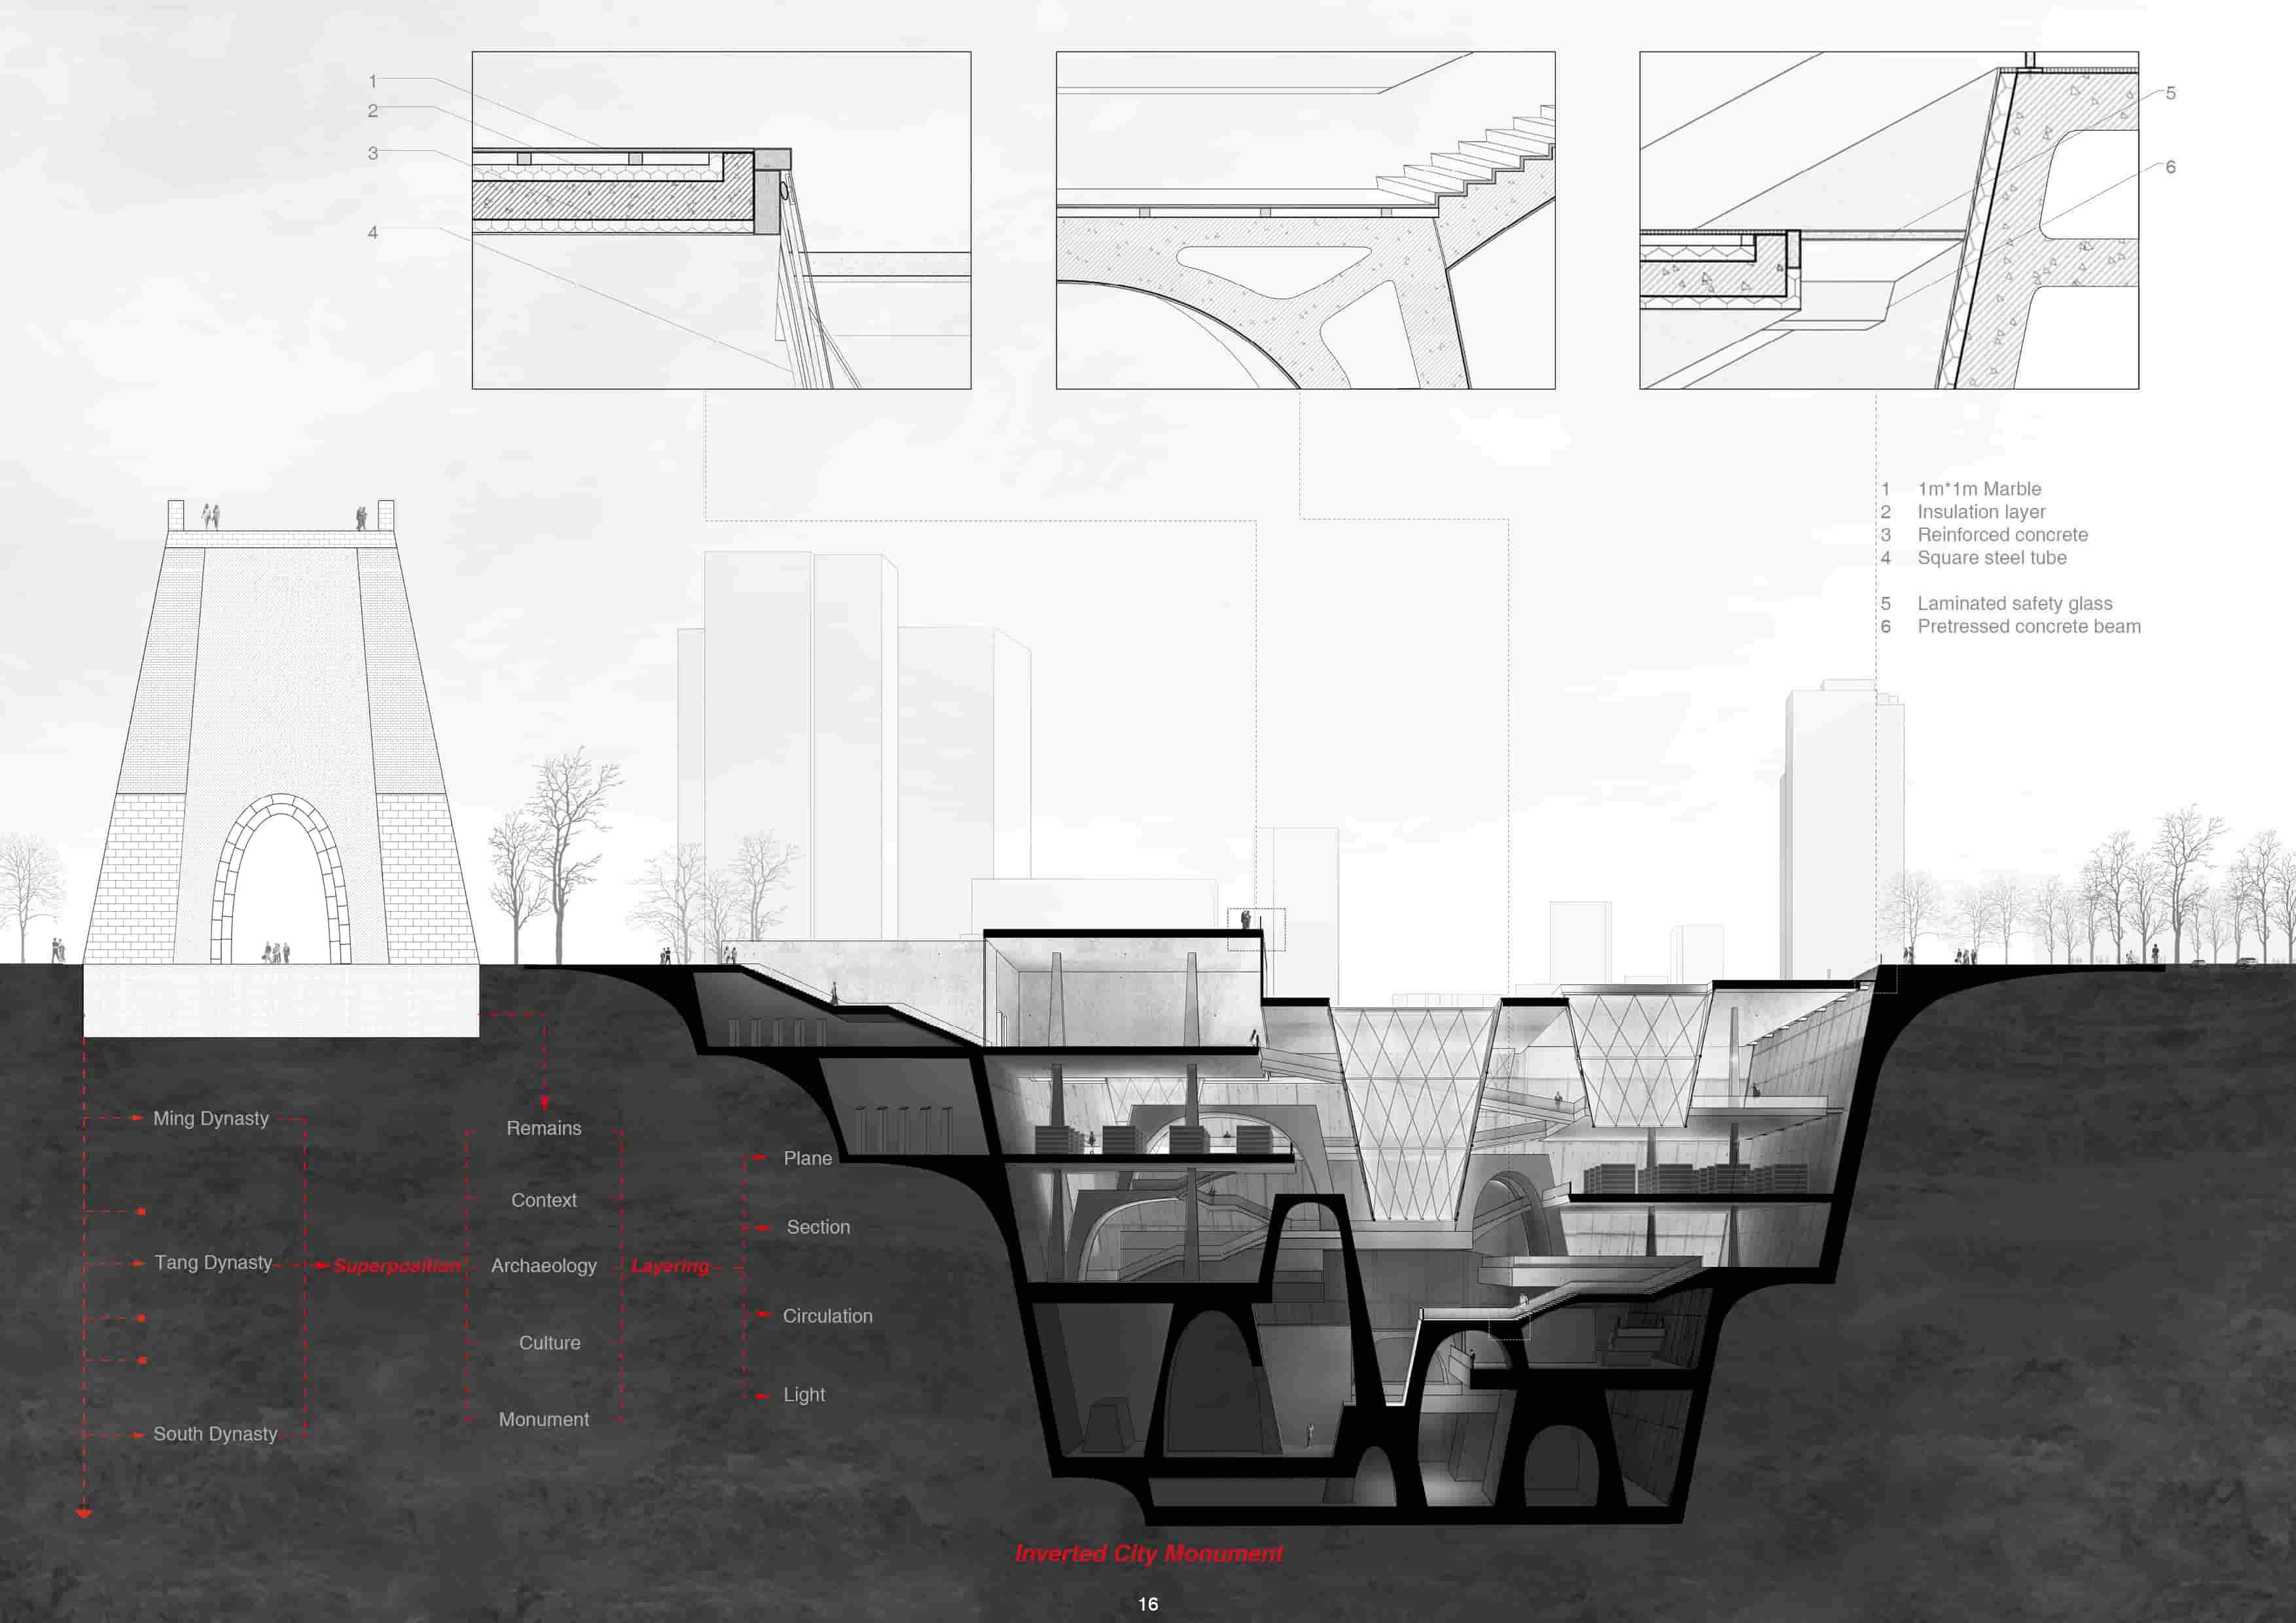 1
2
3
4
5
6
1 1m*1m Marble
2 Insulation layer
3 Reinforced concrete
4 Square steel tube
5 Laminated safety glass
6 Pretressed concrete beam
Ming Dynasty
Tang Dynasty
South Dynasty
Superposition
Remains
Context
Archaeology
Culture
Monument
Layering
Plane
Section
Circulation
Light
Inverted City Monument
16